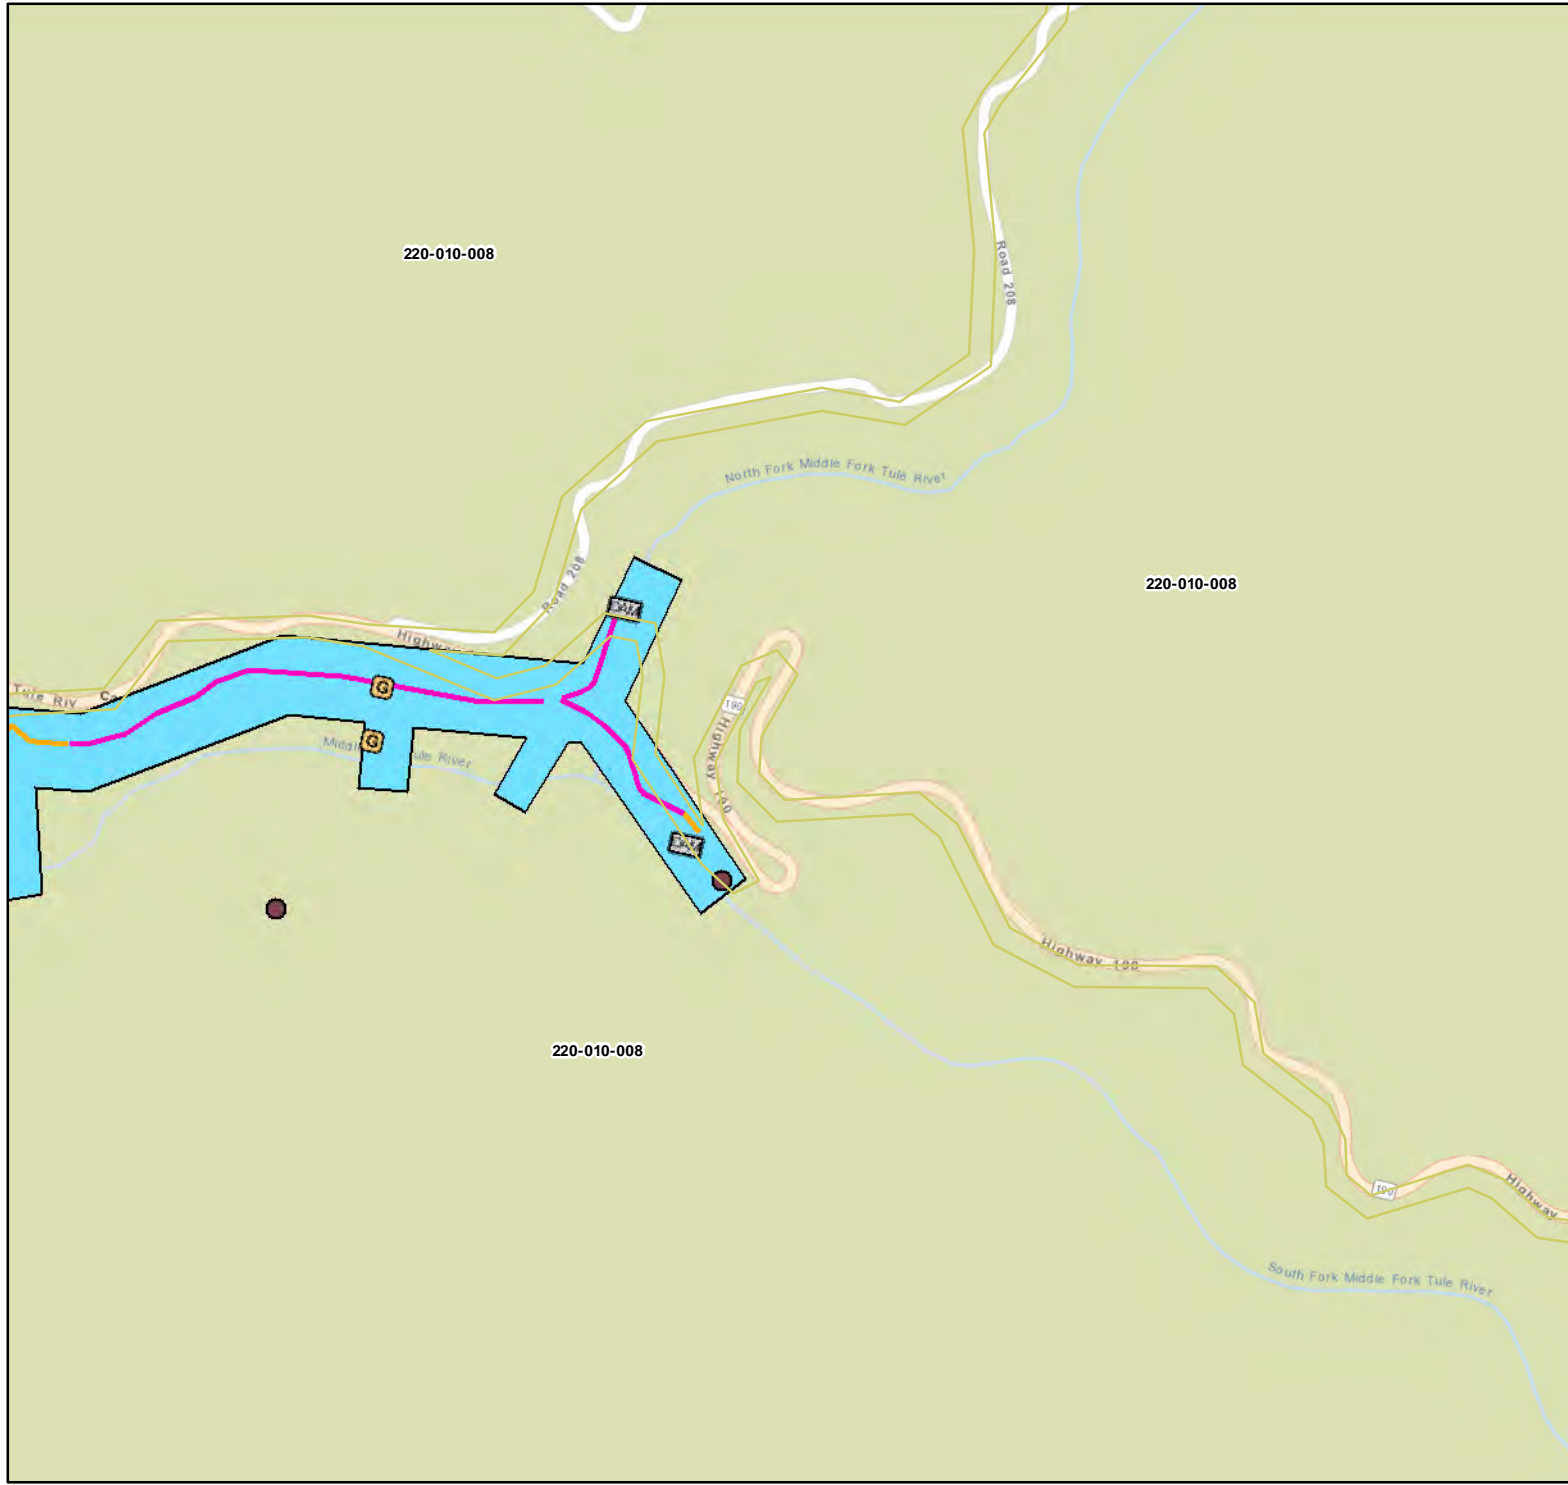 220-010-008
Road 208
North Fork Middle Fork Tule River
Road 208
220-010-008
DAM
Highway
Tule Riv
Ca
G
190
Highway 190
G
Middle
Tule River
DAM
Highway 190
220-010-008
190
Highway
South Fork Middle Fork Tule River